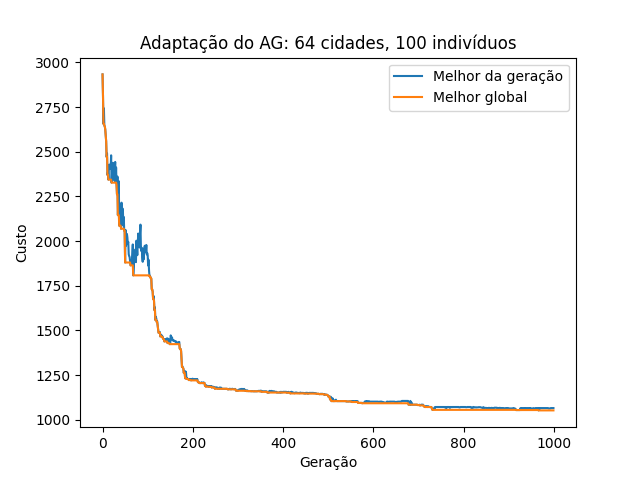 Adaptação do AG: 64 cidades, 100 indivíduos
Melhor da geração
Melhor global
3000
2750
2500
2250
2000
1750
1500
1250
1000
Custo
0 200 400 600 800 1000
Geração